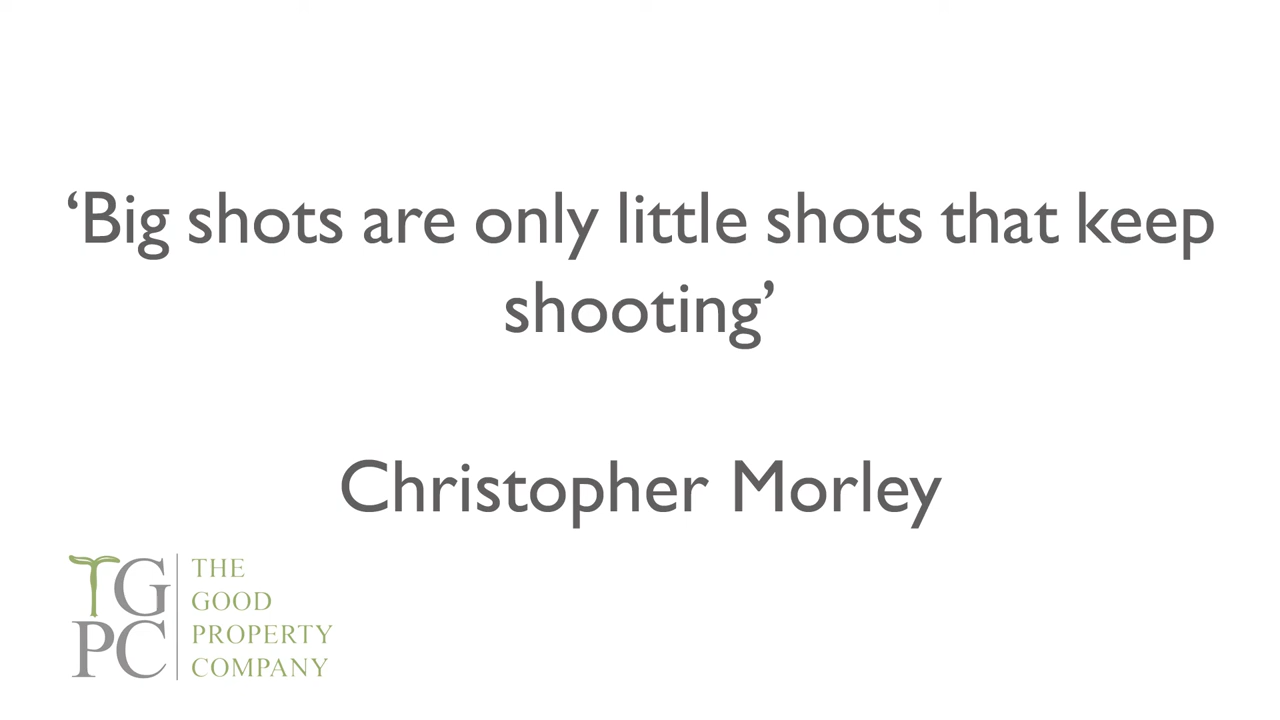 ‘Big shots are only little shots that keep
shooting’
Christopher Morley
TG
PC
THE
GOOD
PROPERTY
COMPANY